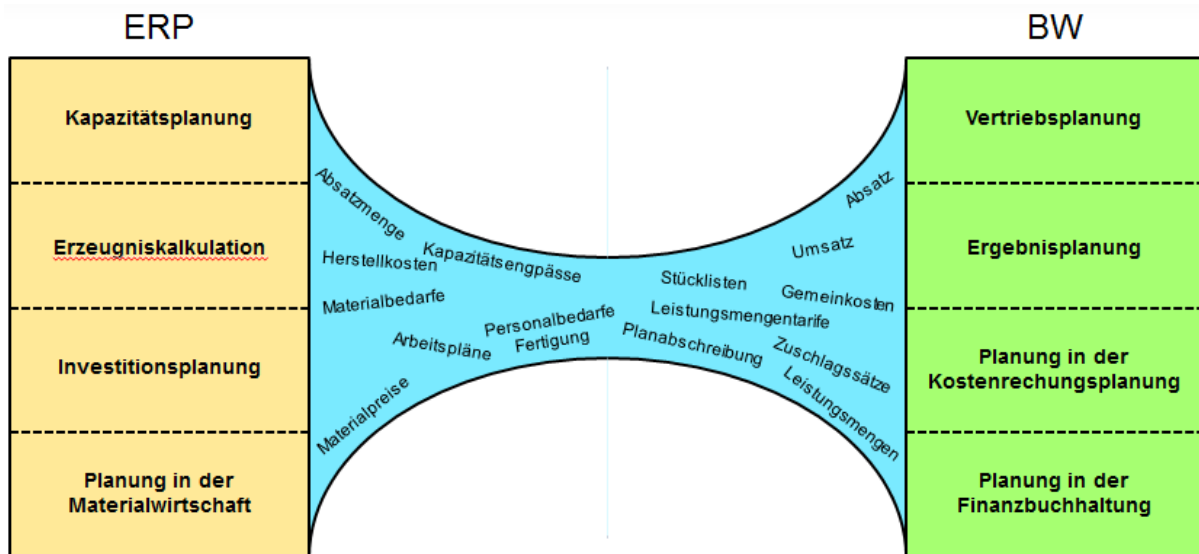 ERP
BW
Kapazitätsplanung
Erzeugniskalkulation
Investitionsplanung
Planung in der
Materialwirtschaft
Absatzmenge
Kapazitätsengpässe
Herstellkosten
Materialbedarfe
Personalbedarfe
Fertigung
Arbeitspläne
Materialpreise
Absatz
Umsatz
Stücklisten
Gemeinkosten
Leistungsmengentarife
Planabschreibung
Zuschlagssätze
Leistungsmengen
Vertriebsplanung
Ergebnisplanung
Planung in der
Kostenrechungsplanung
Planung in der
Finanzbuchhaltung